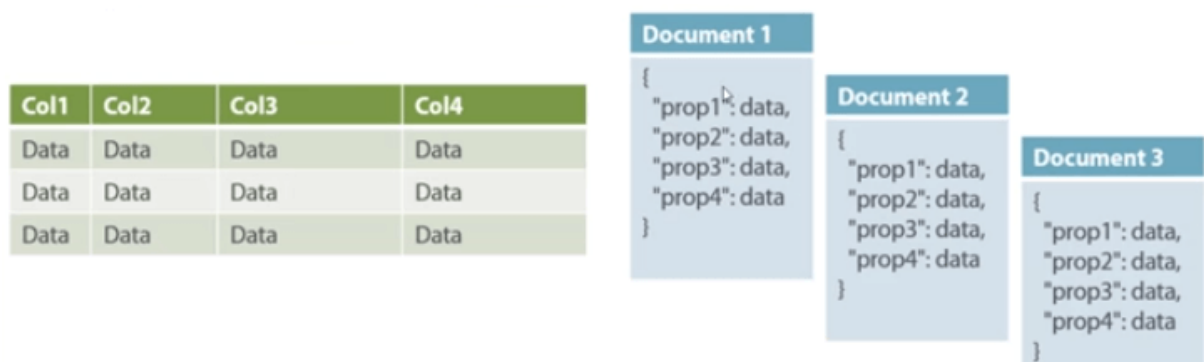 Col1 Col2 Col3 Col4
Data Data Data Data
Data Data Data Data
Data Data Data Data
Document 1
{
"prop1": data,
"prop2": data,
"prop3": data,
"prop4": data
}
Document 2
{
"prop1": data,
"prop2": data,
"prop3": data,
"prop4": data
}
Document 3
{
"prop1": data,
"prop2": data,
"prop3": data,
"prop4": data
}